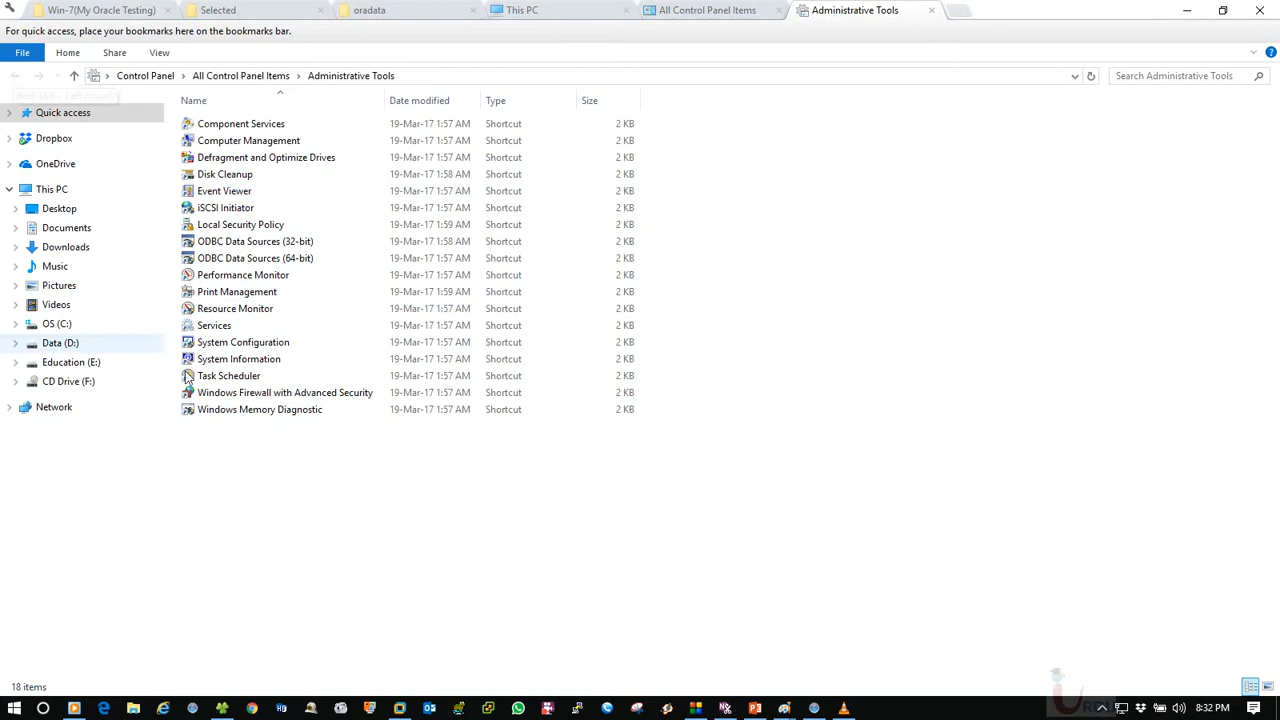 Win-7(My Oracle Testing) Selected oradata This PC All Control Panel Items Administrative Tools
For quick access, place your bookmarks here on the bookmarks bar.
File Home Share View
Control Panel All Control Panel Items Administrative Tools Search Administrative Tools
Name Date modified Type Size
Quick access
Dropbox
OneDrive
This PC
Desktop
Documents
Downloads
Music
Pictures
Videos
OS (C:)
Data (D:)
Education (E:)
CD Drive (F:)
Network
Component Services 19-Mar-17 1:57 AM Shortcut 2 KB
Computer Management 19-Mar-17 1:57 AM Shortcut 2 KB
Defragment and Optimize Drives 19-Mar-17 1:57 AM Shortcut 2 KB
Disk Cleanup 19-Mar-17 1:58 AM Shortcut 2 KB
Event Viewer 19-Mar-17 1:57 AM Shortcut 2 KB
iSCSI Initiator 19-Mar-17 1:57 AM Shortcut 2 KB
Local Security Policy 19-Mar-17 1:59 AM Shortcut 2 KB
ODBC Data Sources (32-bit) 19-Mar-17 1:58 AM Shortcut 2 KB
ODBC Data Sources (64-bit) 19-Mar-17 1:57 AM Shortcut 2 KB
Performance Monitor 19-Mar-17 1:57 AM Shortcut 2 KB
Print Management 19-Mar-17 1:59 AM Shortcut 2 KB
Resource Monitor 19-Mar-17 1:57 AM Shortcut 2 KB
Services 19-Mar-17 1:57 AM Shortcut 2 KB
System Configuration 19-Mar-17 1:57 AM Shortcut 2 KB
System Information 19-Mar-17 1:57 AM Shortcut 2 KB
Task Scheduler 19-Mar-17 1:57 AM Shortcut 2 KB
Windows Firewall with Advanced Security 19-Mar-17 1:57 AM Shortcut 2 KB
Windows Memory Diagnostic 19-Mar-17 1:57 AM Shortcut 2 KB
18 items
8:32 PM